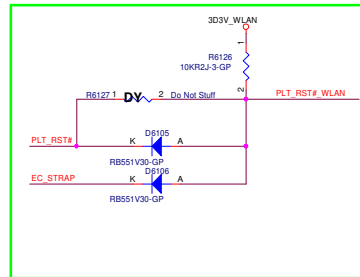 3D3V_WLAN
1
R6126
10KR2J-3-GP
2
R6127 1 DY 2 Do Not Stuff
PLT_RST#_WLAN
PLT_RST#
D6105
K A
RB551V30-GP
D6106
EC_STRAP
K A
RB551V30-GP